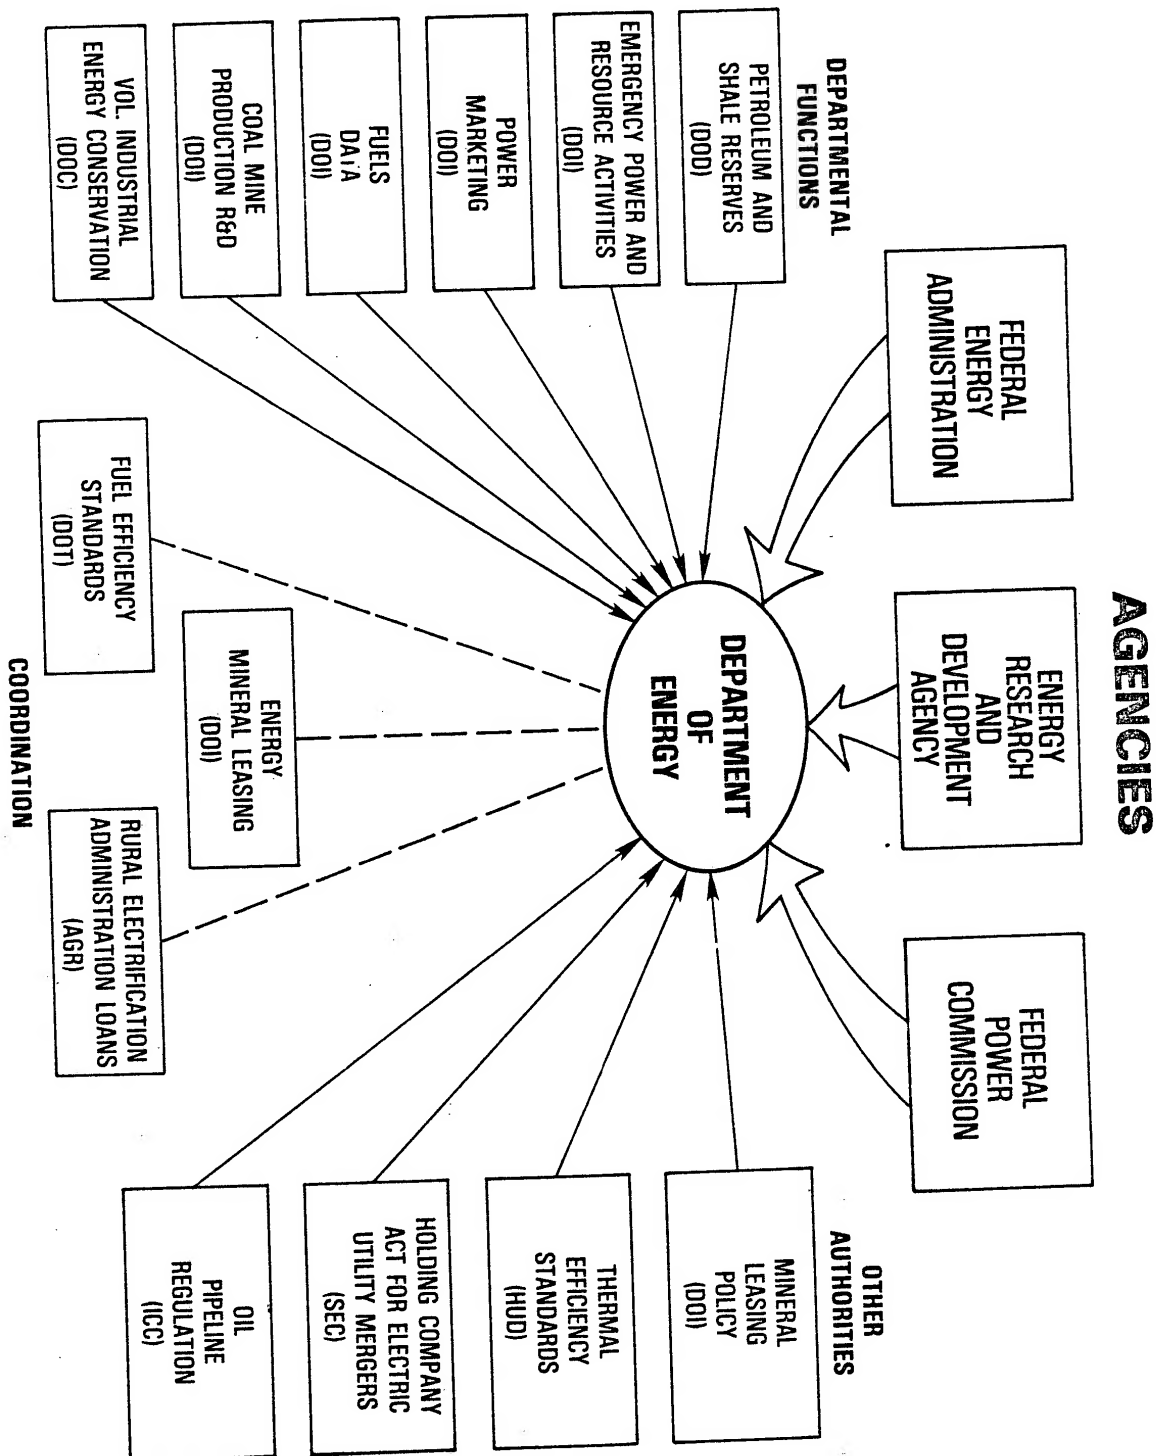 AGENCIES
FEDERAL
ENERGY
ADMINISTRATION
ENERGY
RESEARCH
AND
DEVELOPMENT
AGENCY
FEDERAL
POWER
COMMISSION
DEPARTMENTAL
FUNCTIONS
PETROLEUM AND
SHALE RESERVES
(DOD)
EMERGENCY POWER AND
RESOURCE ACTIVITIES
(DOI)
POWER
MARKETING
(DOI)
FUELS
DATA
(DOI)
COAL MINE
PRODUCTION R&D
(DOI)
VOL. INDUSTRIAL
ENERGY CONSERVATION
(DOC)
DEPARTMENT
OF
ENERGY
OTHER
AUTHORITIES
MINERAL
LEASING
POLICY
(DOI)
THERMAL
EFFICIENCY
STANDARDS
(HUD)
HOLDING COMPANY
ACT FOR ELECTRIC
UTILITY MERGERS
(SEC)
OIL
PIPELINE
REGULATION
(ICC)
FUEL EFFICIENCY
STANDARDS
(DOT)
ENERGY
MINERAL LEASING
(DOI)
RURAL ELECTRIFICATION
ADMINISTRATION LOANS
(AGR)
COORDINATION